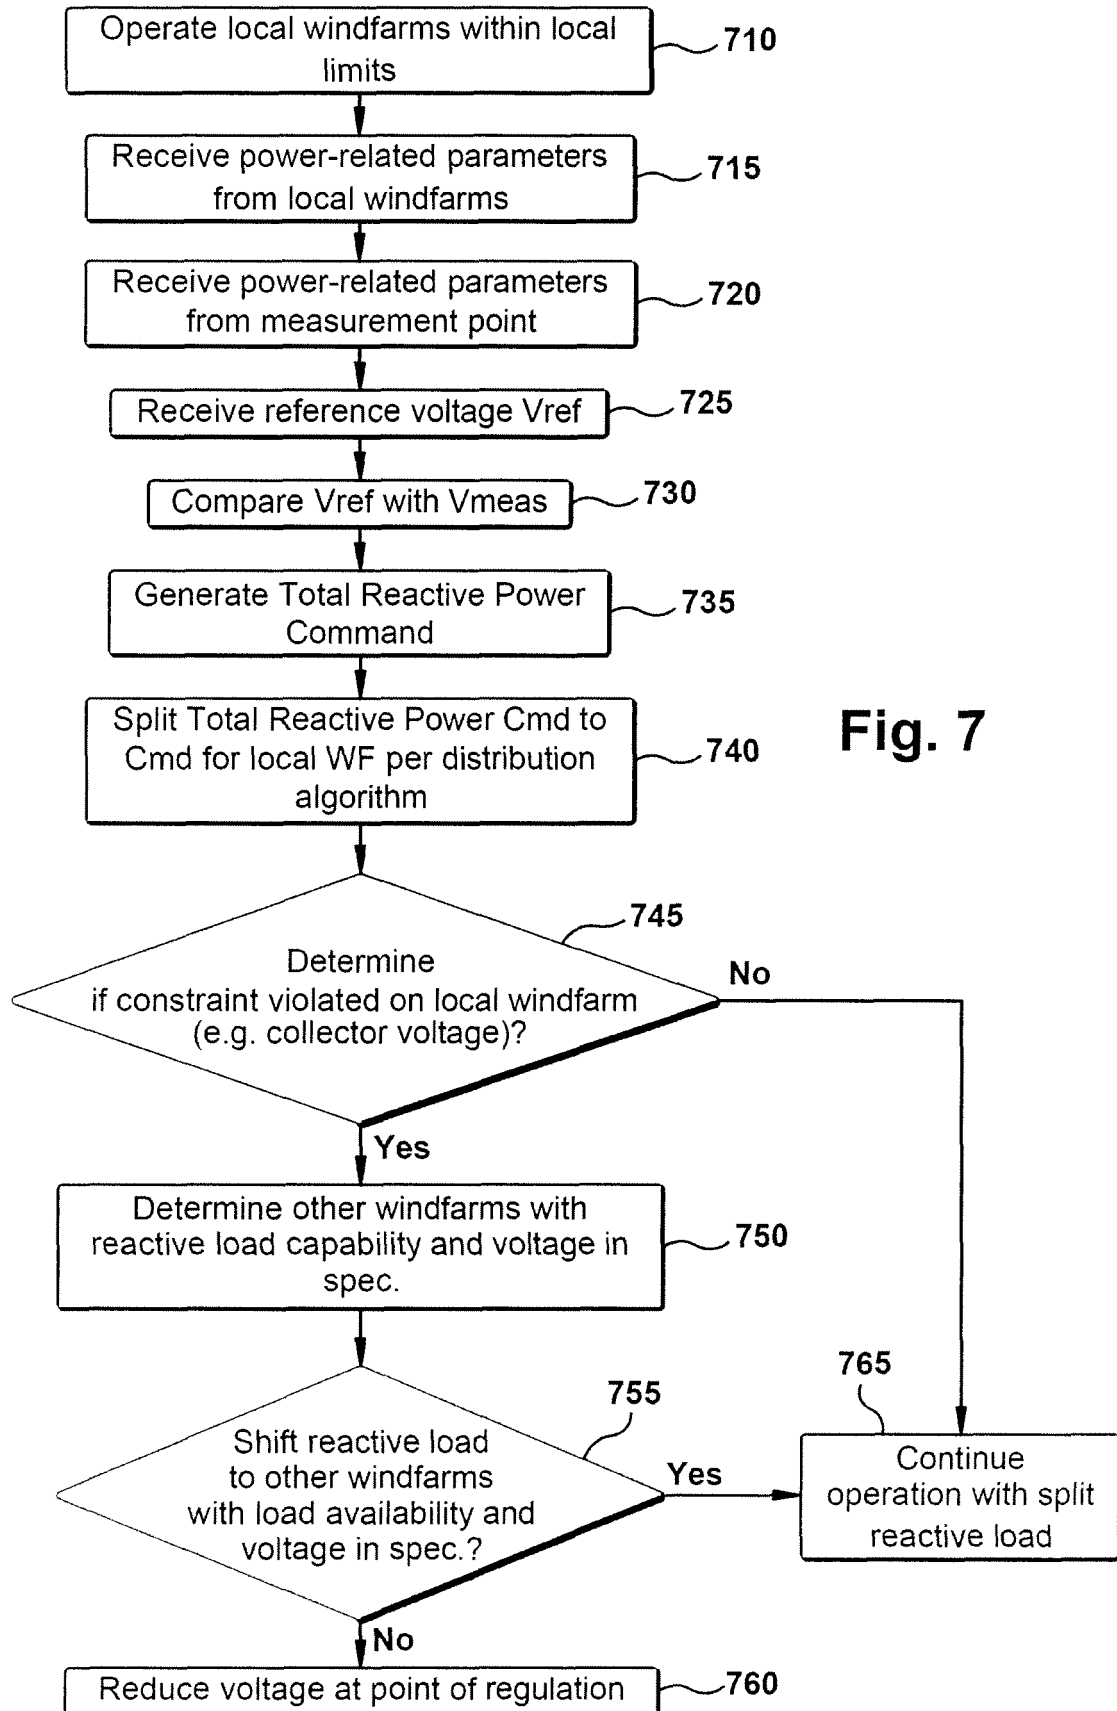 Operate local windfarms within local
limits
710
Receive power-related parameters
from local windfarms
715
Receive power-related parameters
from measurement point
720
Receive reference voltage Vref
725
Compare Vref with Vmeas
730
Generate Total Reactive Power
Command
735
Split Total Reactive Power Cmd to
Cmd for local WF per distribution
algorithm
740
Fig. 7
745
Determine
if constraint violated on local windfarm
(e.g. collector voltage)?
No
Yes
Determine other windfarms with
reactive load capability and voltage in
spec.
750
755
Shift reactive load
to other windfarms
with load availability and
voltage in spec.?
Yes
765
Continue
operation with split
reactive load
No
Reduce voltage at point of regulation
760